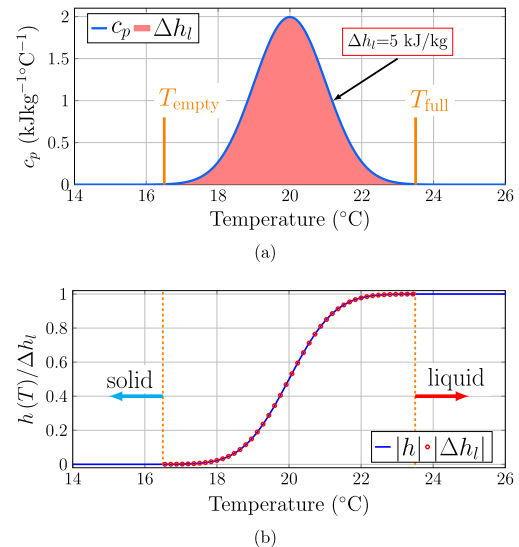 2
1.5
1
0.5
0
c_p (kJkg⁻¹°C⁻¹)
c_p Δh_l
Δh_l=5 kJ/kg
T_empty
T_full
14 16 18 20 22 24 26
Temperature (°C)
(a)
1
0.8
0.6
0.4
0.2
0
h (T)/Δh_l
solid
liquid
|h| |Δh_l|
14 16 18 20 22 24 26
Temperature (°C)
(b)